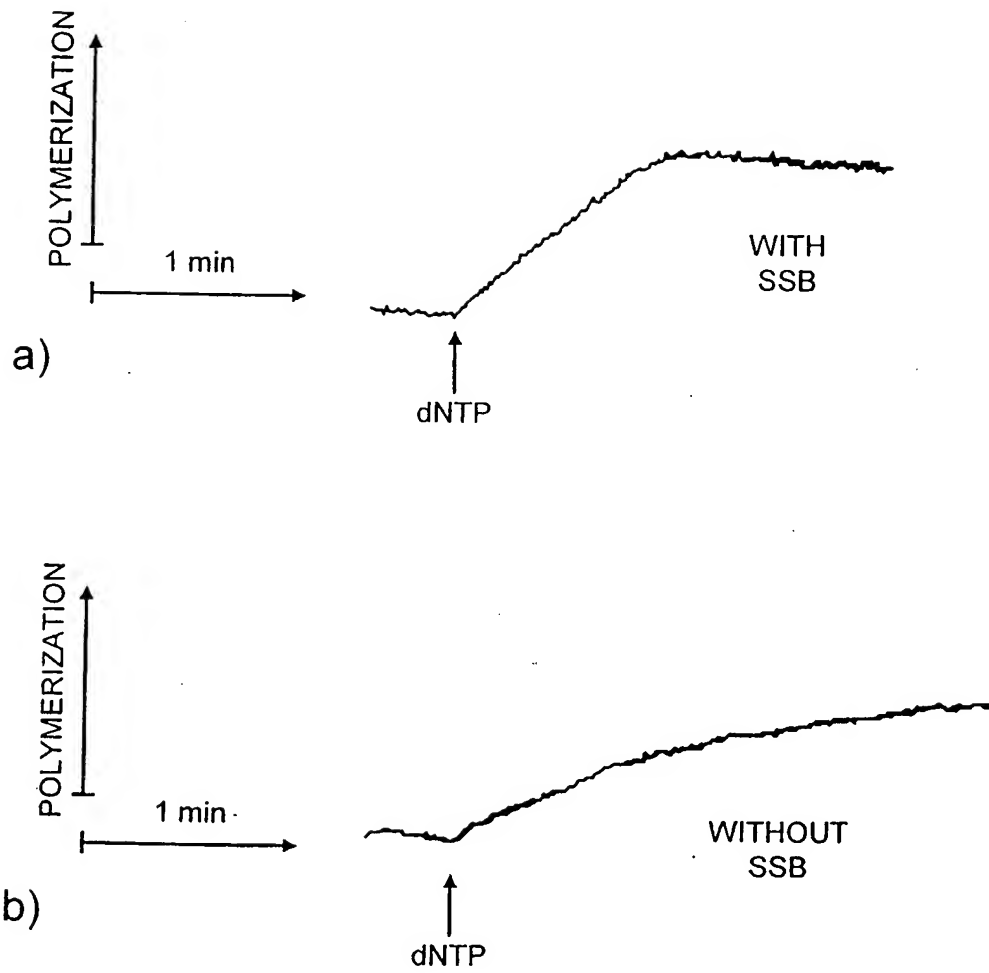 POLYMERIZATION
1 min
WITH
SSB
a)
dNTP
POLYMERIZATION
1 min
WITHOUT
SSB
b)
dNTP